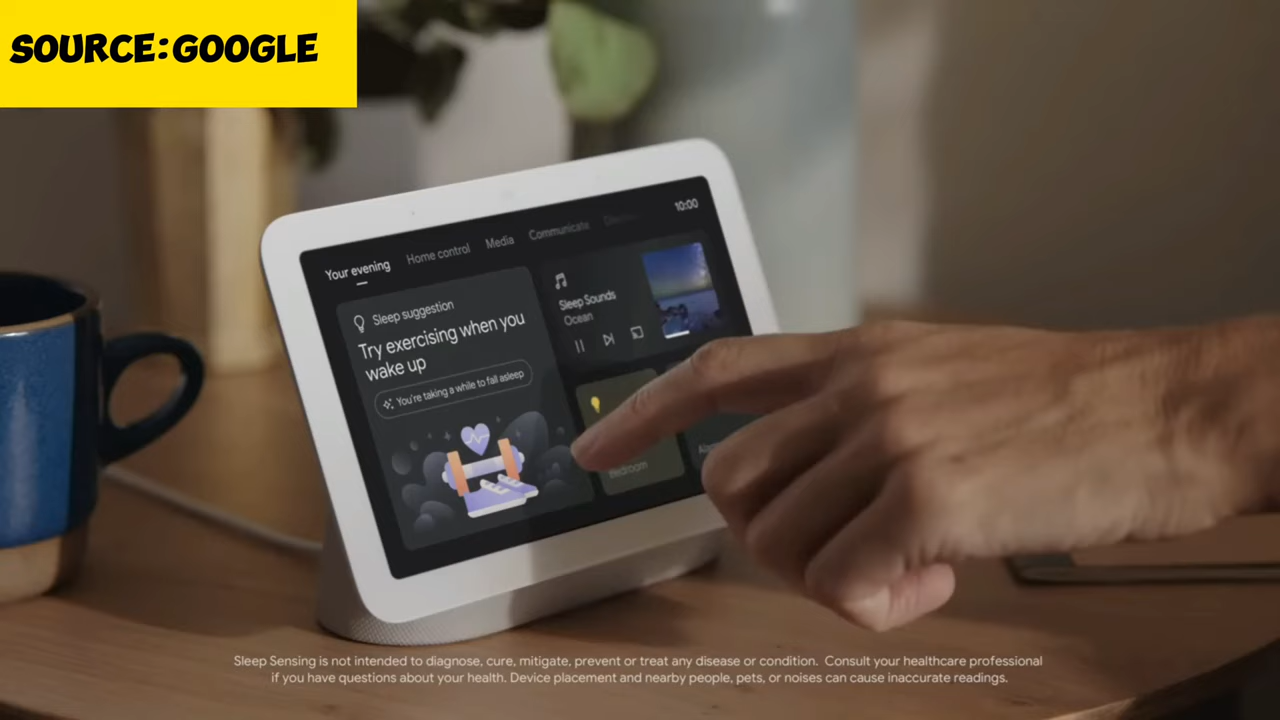 SOURCE:GOOGLE
10:00
Your evening Home control Media Communicate
Sleep suggestion
Try exercising when you
wake up
You're taking a while to fall asleep
Sleep Sounds
Ocean
Bedroom
Sleep Sensing is not intended to diagnose, cure, mitigate, prevent or treat any disease or condition. Consult your healthcare professional
if you have questions about your health. Device placement and nearby people, pets, or noises can cause inaccurate readings.